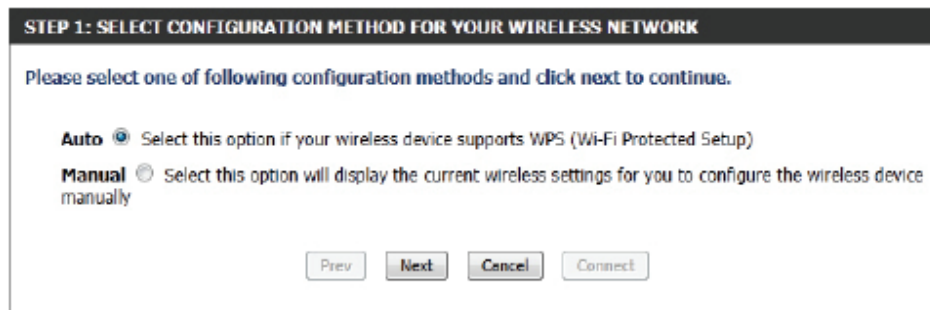 STEP 1: SELECT CONFIGURATION METHOD FOR YOUR WIRELESS NETWORK
Please select one of following configuration methods and click next to continue.
Auto Select this option if your wireless device supports WPS (Wi-Fi Protected Setup)
Manual Select this option will display the current wireless settings for you to configure the wireless device
manually
Prev Next Cancel Connect